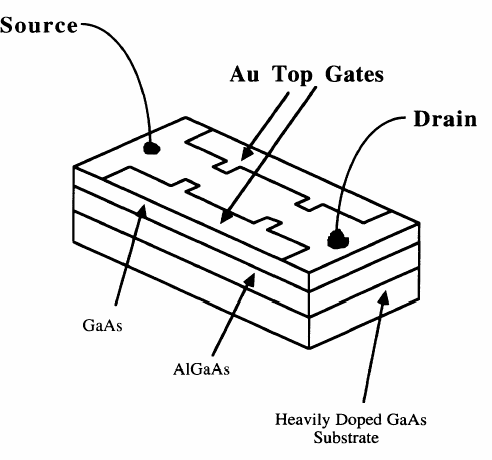 Source
Au Top Gates
Drain
GaAs
AlGaAs
Heavily Doped GaAs
Substrate